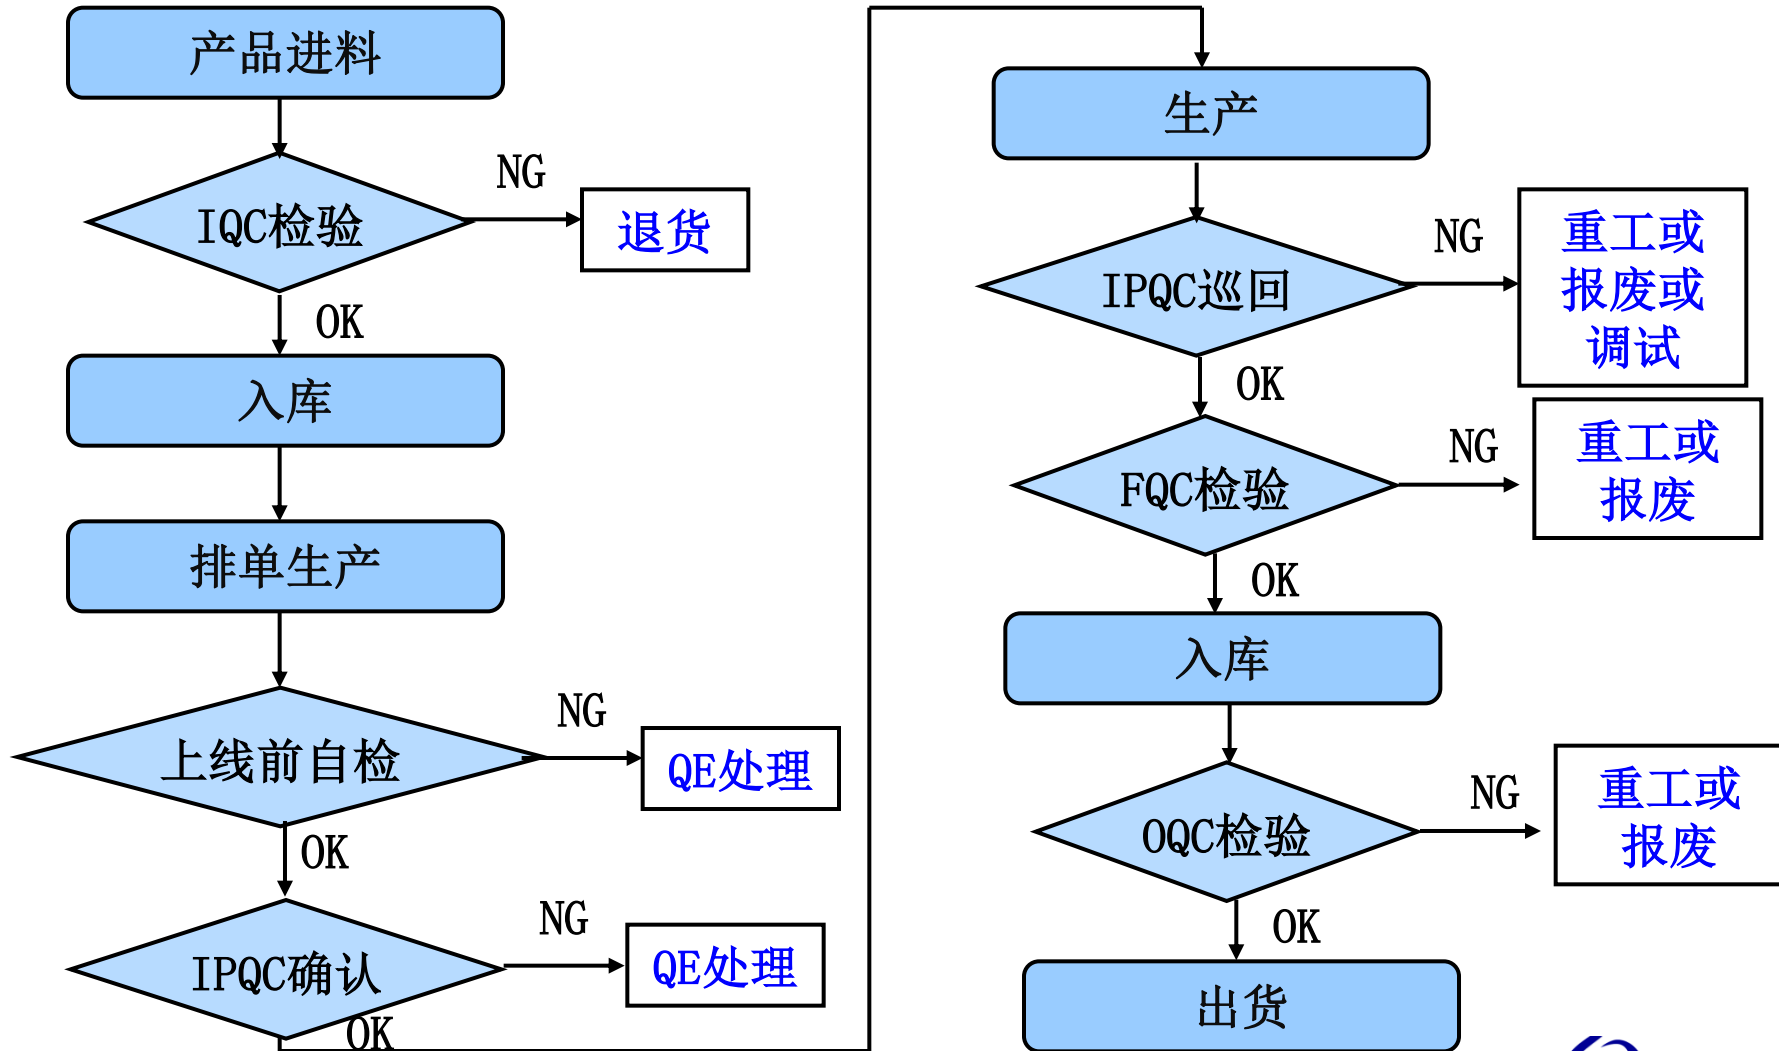 产品进料
IQC检验
NG
退货
OK
入库
排单生产
上线前自检
NG
QE处理
OK
IPQC确认
NG
QE处理
OK
生产
IPQC巡回
NG
重工或
报废或
调试
OK
FQC检验
NG
重工或
报废
OK
入库
OQC检验
NG
重工或
报废
OK
出货